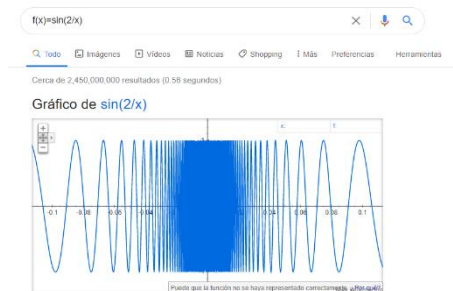 f(x)=sin(2/x)
Todo Imágenes Vídeos Noticias Shopping Más Preferencias Herramientas
Cerca de 2,450,000,000 resultados (0.56 segundos)
Gráfico de sin(2/x)
x: f:
-0.1 -0.08 -0.06 -0.04 0.04 0.06 0.08 0.1
Puede que la función no se haya representado correctamente.